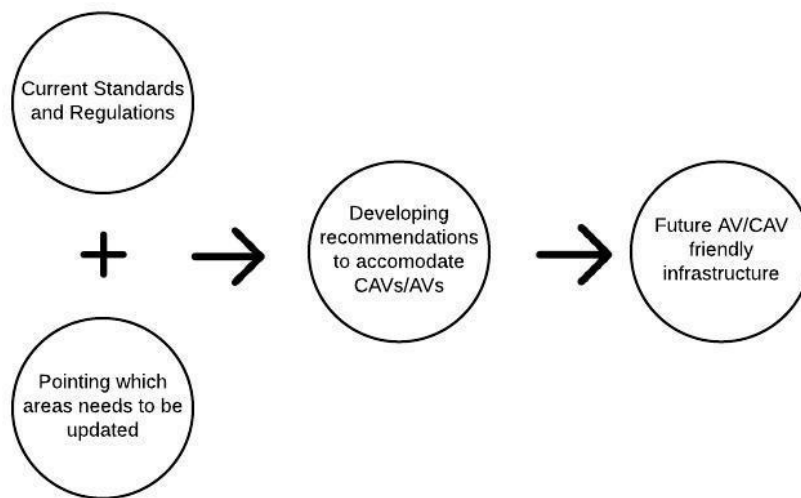 Current Standards
and Regulations
+
Pointing which
areas needs to be
updated
Developing
recommendations
to accomodate
CAVs/AVs
Future AV/CAV
friendly
infrastructure